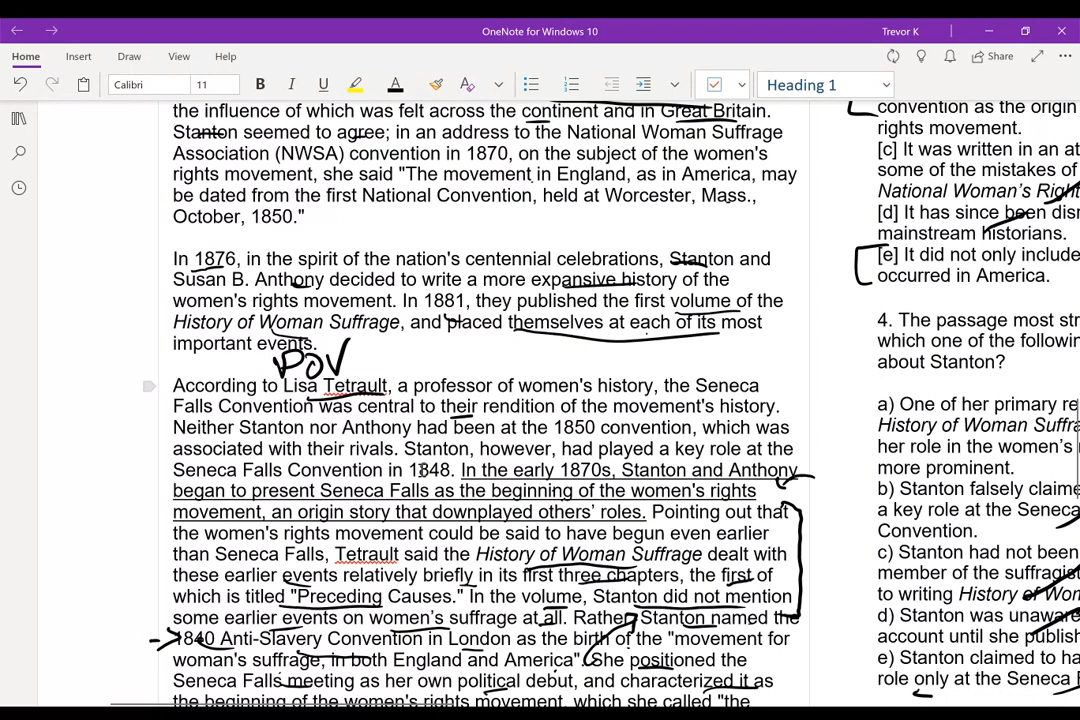 OneNote for Windows 10
Trevor K
Home Insert Draw View Help
Share
Calibri 11 B I U A Heading 1
the influence of which was felt across the continent and in Great Britain.
Stanton seemed to agree; in an address to the National Woman Suffrage
Association (NWSA) convention in 1870, on the subject of the women's
rights movement, she said "The movement in England, as in America, may
be dated from the first National Convention, held at Worcester, Mass.,
October, 1850."
In 1876, in the spirit of the nation's centennial celebrations, Stanton and
Susan B. Anthony decided to write a more expansive history of the
women's rights movement. In 1881, they published the first volume of the
History of Woman Suffrage, and placed themselves at each of its most
important events.
POV
According to Lisa Tetrault, a professor of women's history, the Seneca
Falls Convention was central to their rendition of the movement's history.
Neither Stanton nor Anthony had been at the 1850 convention, which was
associated with their rivals. Stanton, however, had played a key role at the
Seneca Falls Convention in 1848. In the early 1870s, Stanton and Anthony
began to present Seneca Falls as the beginning of the women's rights
movement, an origin story that downplayed others' roles. Pointing out that
the women's rights movement could be said to have begun even earlier
than Seneca Falls, Tetrault said the History of Woman Suffrage dealt with
these earlier events relatively briefly in its first three chapters, the first of
which is titled "Preceding Causes." In the volume, Stanton did not mention
some earlier events on women's suffrage at all. Rather Stanton named the
1840 Anti-Slavery Convention in London as the birth of the "movement for
woman's suffrage, in both England and America". She positioned the
Seneca Falls meeting as her own political debut, and characterized it as
the beginning of the women's rights movement, which she called "the
convention as the origin
rights movement.
[c] It was written in an at
some of the mistakes of
National Woman's Righ
[d] It has since been dis
mainstream historians.
[e] It did not only include
occurred in America.
4. The passage most str
which one of the following
about Stanton?
a) One of her primary re
History of Woman Suffra
her role in the women's
more prominent.
b) Stanton falsely claime
a key role at the Seneca
Convention.
c) Stanton had not been
member of the suffragis
to writing History of Wo
d) Stanton was unaware
account until she publish
e) Stanton claimed to ha
role only at the Seneca F